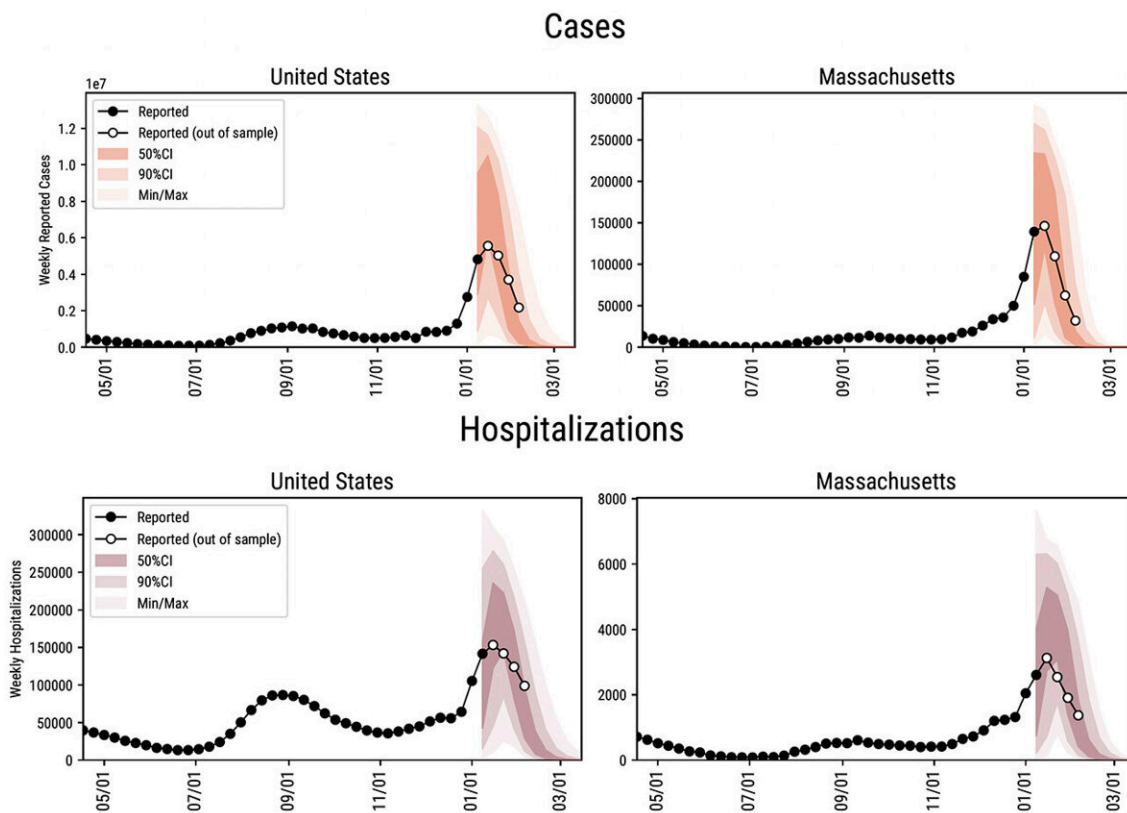 Cases
United States
1e7
Weekly Reported Cases
1.2
1.0
0.8
0.6
0.4
0.2
0.0
Reported
Reported (out of sample)
50%CI
90%CI
Min/Max
05/01
07/01
09/01
11/01
01/01
03/01
Massachusetts
300000
250000
200000
150000
100000
50000
0
05/01
07/01
09/01
11/01
01/01
03/01
Hospitalizations
United States
Weekly Hospitalizations
300000
250000
200000
150000
100000
50000
0
Reported
Reported (out of sample)
50%CI
90%CI
Min/Max
05/01
07/01
09/01
11/01
01/01
03/01
Massachusetts
8000
6000
4000
2000
0
05/01
07/01
09/01
11/01
01/01
03/01